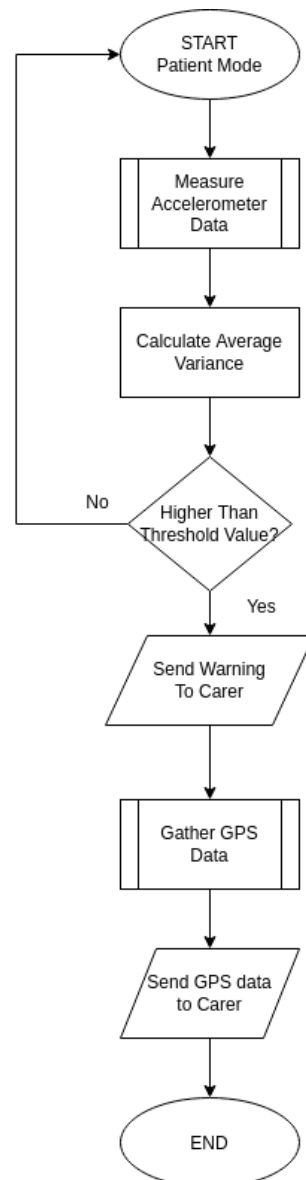 START
Patient Mode
Measure
Accelerometer
Data
Calculate Average
Variance
Higher Than
Threshold Value?
No
Yes
Send Warning
To Carer
Gather GPS
Data
Send GPS data
to Carer
END